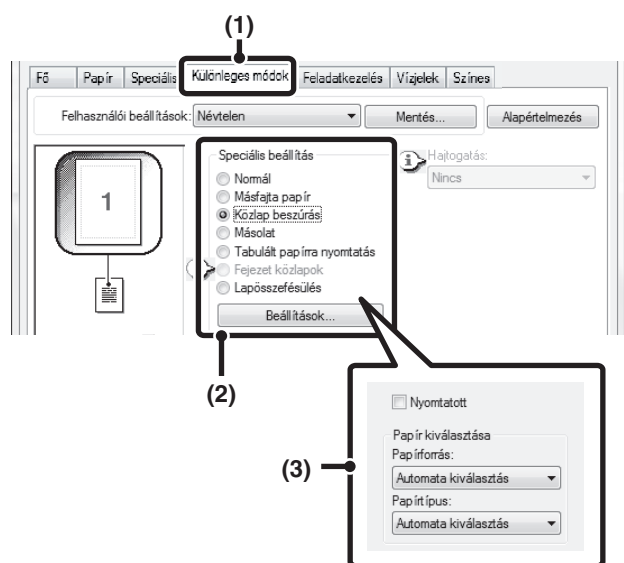 (1)
Fő Papír Speciális Különleges módok Feladatkezelés Vízjelek Színes
Felhasználói beállítások: Névtelen Mentés... Alapértelmezés
Speciális beállítás
Hajtogatás:
Normál
Nincs
Másfajta papír
1
Közlap beszúrás
Másolat
Tabulált papírra nyomtatás
Fejezet közlapok
Lapösszefésülés
Beállítások...
(2)
Nyomtatott
Papír kiválasztása
(3)
Papírforrás:
Automata kiválasztás
Papírtípus:
Automata kiválasztás